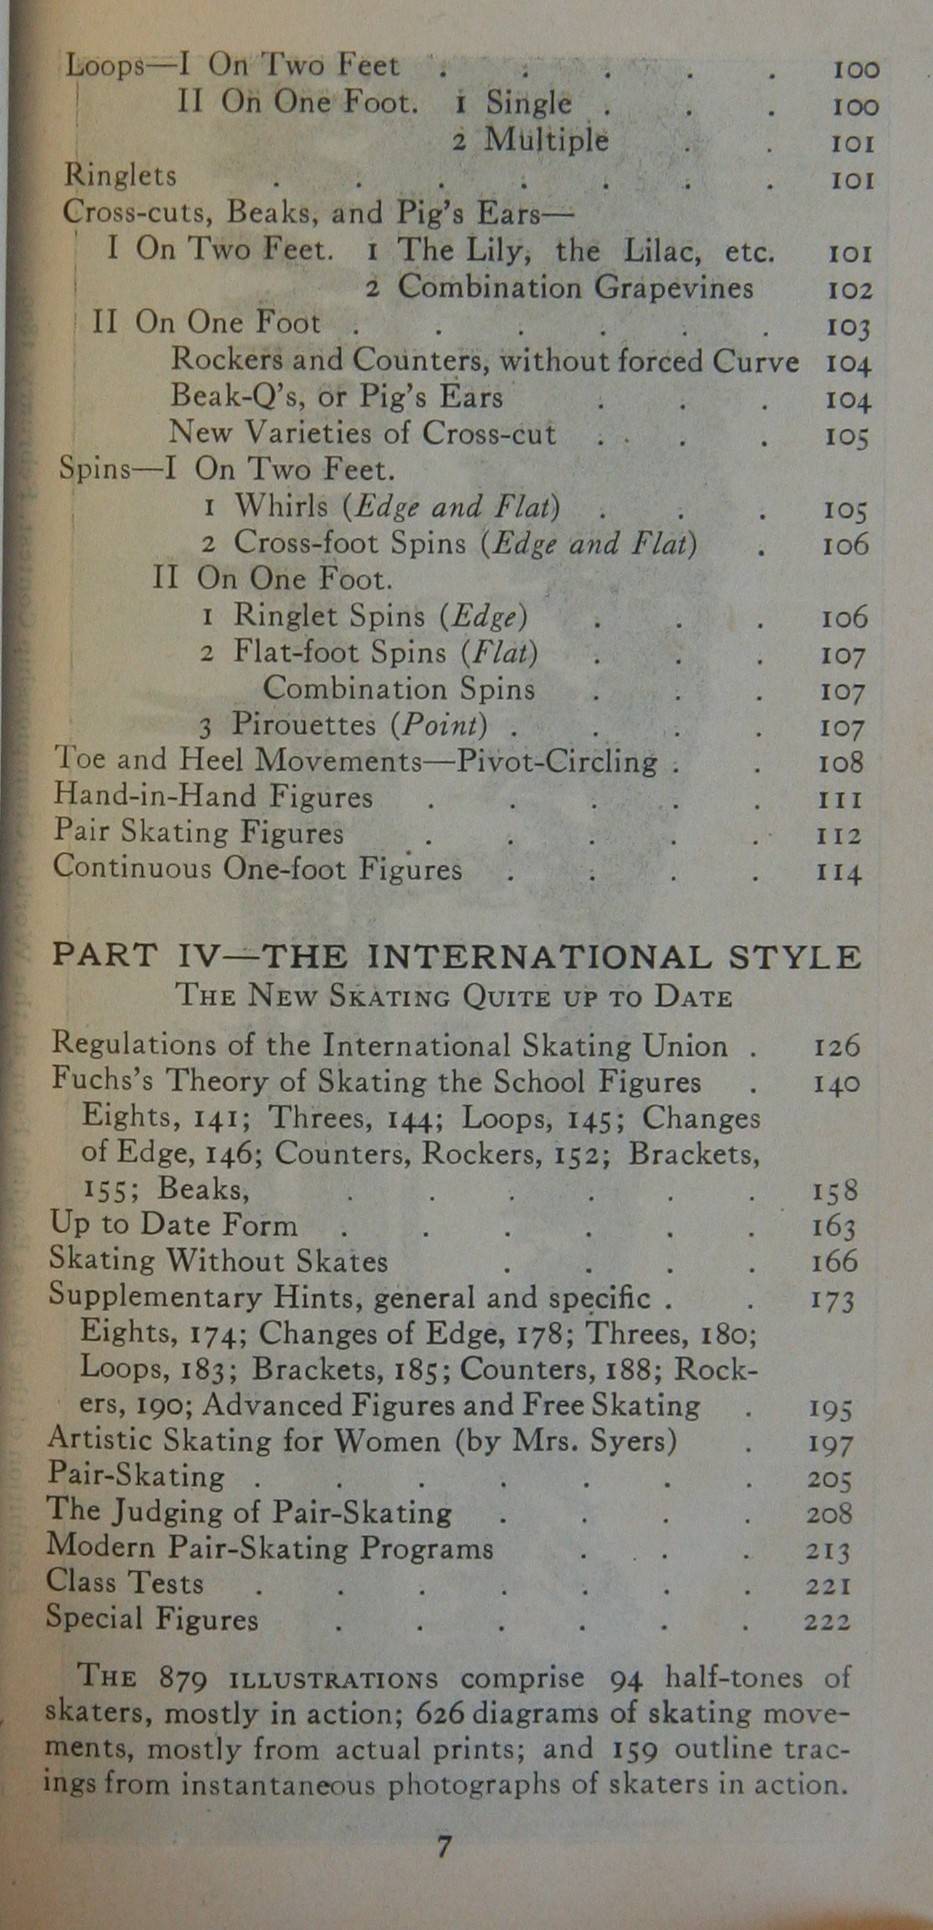 Loops—I On Two Feet . . . . . 100
II On One Foot. 1 Single . . . 100
2 Multiple . . 101
Ringlets . . . . . . . 101
Cross-cuts, Beaks, and Pig's Ears—
I On Two Feet. 1 The Lily, the Lilac, etc. 101
2 Combination Grapevines 102
II On One Foot . . . . . . 103
Rockers and Counters, without forced Curve 104
Beak-Q's, or Pig's Ears . . . 104
New Varieties of Cross-cut . . . 105
Spins—I On Two Feet.
1 Whirls (Edge and Flat) . . . 105
2 Cross-foot Spins (Edge and Flat) . 106
II On One Foot.
1 Ringlet Spins (Edge) . . . 106
2 Flat-foot Spins (Flat) . . . 107
Combination Spins . . . 107
3 Pirouettes (Point) . . . . 107
Toe and Heel Movements—Pivot-Circling . . 108
Hand-in-Hand Figures . . . . . 111
Pair Skating Figures . . . . . 112
Continuous One-foot Figures . . . . 114
PART IV—THE INTERNATIONAL STYLE
THE NEW SKATING QUITE UP TO DATE
Regulations of the International Skating Union . 126
Fuchs's Theory of Skating the School Figures . 140
Eights, 141; Threes, 144; Loops, 145; Changes
of Edge, 146; Counters, Rockers, 152; Brackets,
155; Beaks, . . . . . . 158
Up to Date Form . . . . . . 163
Skating Without Skates . . . . 166
Supplementary Hints, general and specific . . 173
Eights, 174; Changes of Edge, 178; Threes, 180;
Loops, 183; Brackets, 185; Counters, 188; Rock-
ers, 190; Advanced Figures and Free Skating . 195
Artistic Skating for Women (by Mrs. Syers) . 197
Pair-Skating . . . . . . . 205
The Judging of Pair-Skating . . . . 208
Modern Pair-Skating Programs . . . 213
Class Tests . . . . . . . 221
Special Figures . . . . . . 222
THE 879 ILLUSTRATIONS comprise 94 half-tones of
skaters, mostly in action; 626 diagrams of skating move-
ments, mostly from actual prints; and 159 outline trac-
ings from instantaneous photographs of skaters in action.
7